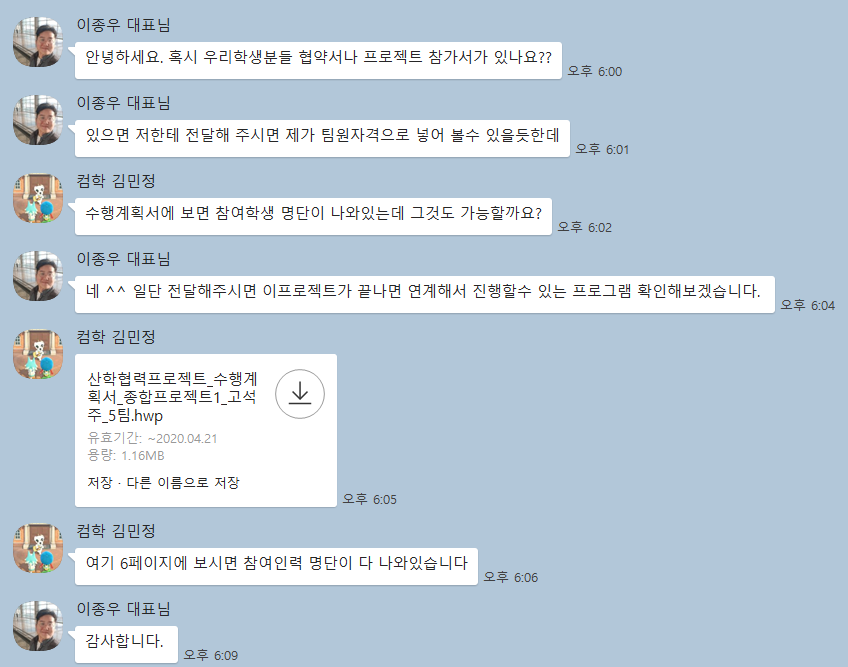 이종우 대표님
안녕하세요. 혹시 우리학생분들 협약서나 프로젝트 참가서가 있나요??
오후 6:00
이종우 대표님
있으면 저한테 전달해 주시면 제가 팀원자격으로 넣어 볼수 있을듯한데
오후 6:01
컴학 김민정
수행계획서에 보면 참여학생 명단이 나와있는데 그것도 가능할까요?
오후 6:02
이종우 대표님
네 ^^ 일단 전달해주시면 이프로젝트가 끝나면 연계해서 진행할수 있는 프로그램 확인해보겠습니다.
오후 6:04
컴학 김민정
산학협력프로젝트_수행계
획서_종합프로젝트1_고석
주_5팀.hwp
유효기간: ~2020.04.21
용량: 1.16MB
저장 · 다른 이름으로 저장
오후 6:05
컴학 김민정
여기 6페이지에 보시면 참여인력 명단이 다 나와있습니다
오후 6:06
이종우 대표님
감사합니다.
오후 6:09